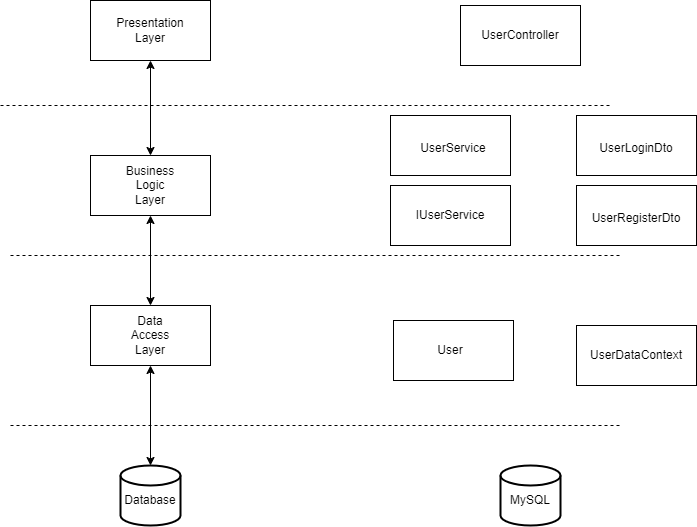 Presentation
Layer
UserController
Business
Logic
Layer
UserService
UserLoginDto
IUserService
UserRegisterDto
Data
Access
Layer
User
UserDataContext
Database
MySQL